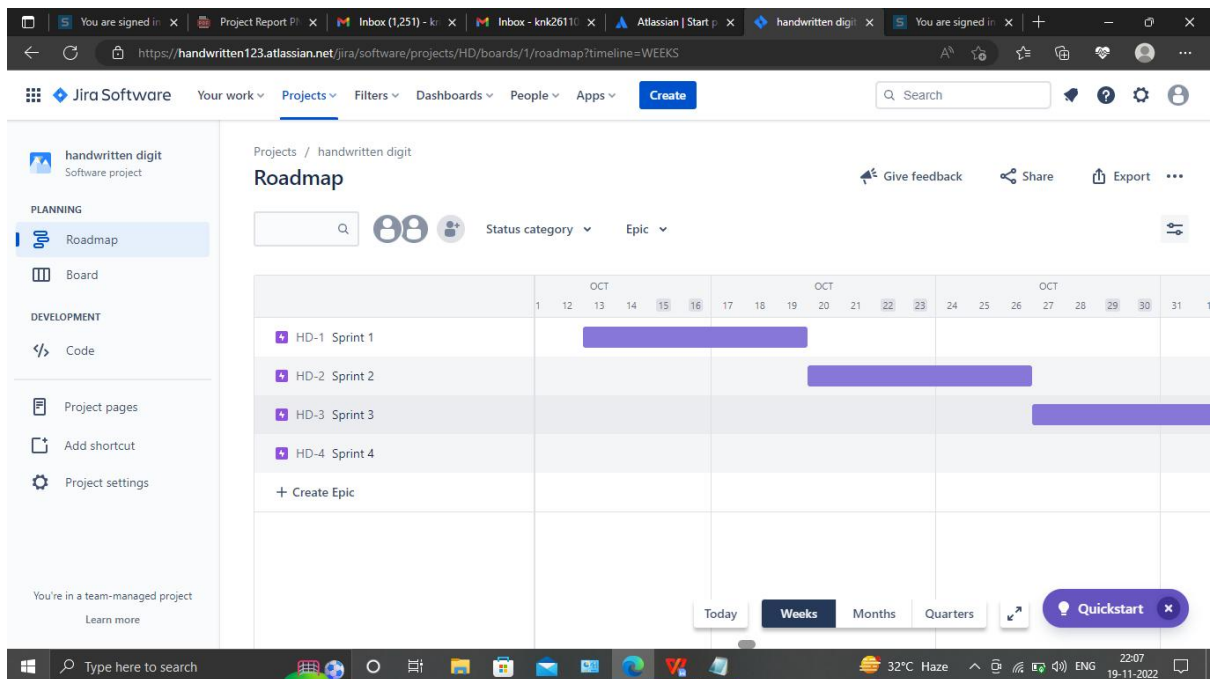 You are signed in
Project Report Pl
Inbox (1,251) - kr
Inbox - knk26110
Atlassian | Start p
handwritten digit
You are signed in
https://handwritten123.atlassian.net/jira/software/projects/HD/boards/1/roadmap?timeline=WEEKS
Jira Software Your work Projects Filters Dashboards People Apps Create Search
handwritten digit
Software project
PLANNING
Roadmap
Board
DEVELOPMENT
Code
Project pages
Add shortcut
Project settings
You're in a team-managed project
Learn more
Projects / handwritten digit
Roadmap
Give feedback Share Export
Status category Epic
OCT OCT OCT
1 12 13 14 15 16 17 18 19 20 21 22 23 24 25 26 27 28 29 30 31 1
HD-1 Sprint 1
HD-2 Sprint 2
HD-3 Sprint 3
HD-4 Sprint 4
+ Create Epic
Today Weeks Months Quarters
Quickstart
Type here to search
32°C Haze ENG
22:07
19-11-2022